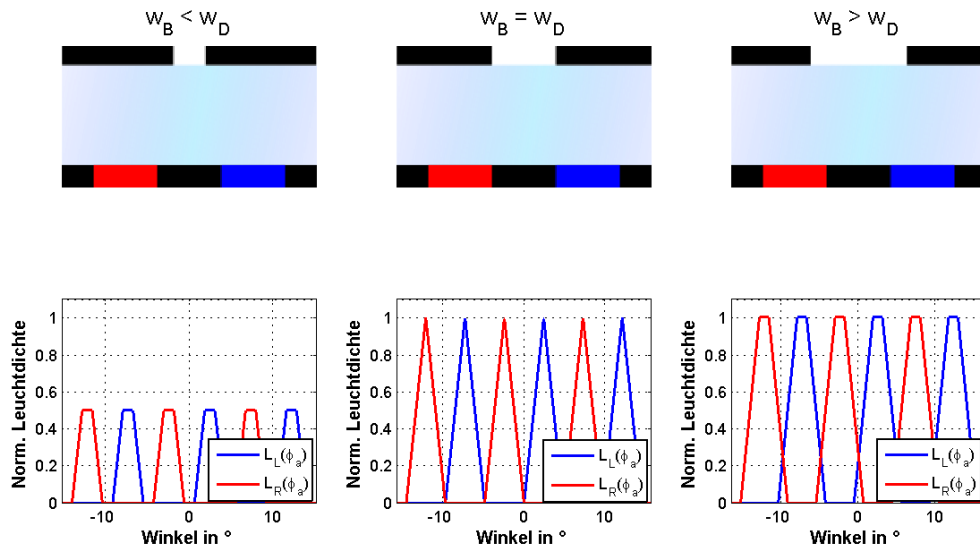 w_B < w_D
w_B = w_D
w_B > w_D
Norm. Leuchtdichte
1
0.8
0.6
0.4
0.2
0
-10
0
10
Winkel in °
L_L(ϕ_a)
L_R(ϕ_a)
Norm. Leuchtdichte
1
0.8
0.6
0.4
0.2
0
-10
0
10
Winkel in °
L_L(ϕ_a)
L_R(ϕ_a)
Norm. Leuchtdichte
1
0.8
0.6
0.4
0.2
0
-10
0
10
Winkel in °
L_L(ϕ_a)
L_R(ϕ_a)